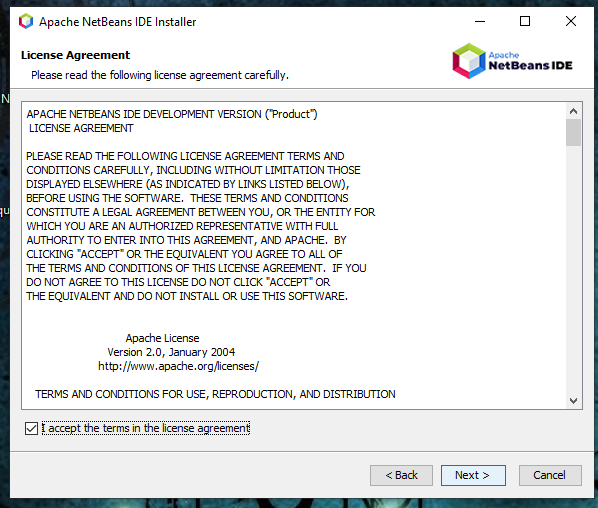 Apache NetBeans IDE Installer
License Agreement
Please read the following license agreement carefully.
Apache
NetBeans IDE
APACHE NETBEANS IDE DEVELOPMENT VERSION ("Product")
LICENSE AGREEMENT
PLEASE READ THE FOLLOWING LICENSE AGREEMENT TERMS AND
CONDITIONS CAREFULLY, INCLUDING WITHOUT LIMITATION THOSE
DISPLAYED ELSEWHERE (AS INDICATED BY LINKS LISTED BELOW),
BEFORE USING THE SOFTWARE.  THESE TERMS AND CONDITIONS
CONSTITUTE A LEGAL AGREEMENT BETWEEN YOU, OR THE ENTITY FOR
WHICH YOU ARE AN AUTHORIZED REPRESENTATIVE WITH FULL
AUTHORITY TO ENTER INTO THIS AGREEMENT, AND APACHE.  BY
CLICKING "ACCEPT" OR THE EQUIVALENT YOU AGREE TO ALL OF
THE TERMS AND CONDITIONS OF THIS LICENSE AGREEMENT.  IF YOU
DO NOT AGREE TO THIS LICENSE DO NOT CLICK "ACCEPT" OR
THE EQUIVALENT AND DO NOT INSTALL OR USE THIS SOFTWARE.
Apache License
Version 2.0, January 2004
http://www.apache.org/licenses/
TERMS AND CONDITIONS FOR USE, REPRODUCTION, AND DISTRIBUTION
I accept the terms in the license agreement
< Back
Next >
Cancel